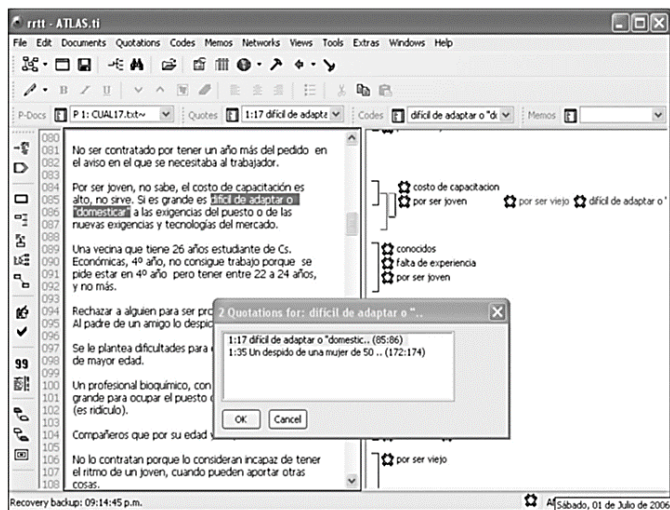 rrtt - ATLAS.ti
File Edit Documents Quotations Codes Memos Networks Views Tools Extras Windows Help
B I U
P-Docs P 1: CUAL17.txt~ Quotes 1:17 difícil de adapta Codes difícil de adaptar o "d Memos
080
081 No ser contratado por tener un año más del pedido en
082 el aviso en el que se necesitaba al trabajador.
083
084 Por ser joven, no sabe, el costo de capacitación es
085 alto, no sirve. Si es grande es difícil de adaptar o
086 "domesticar" a las exigencias del puesto o de las
087 nuevas exigencias y tecnologías del mercado.
088
089 Una vecina que tiene 26 años estudiante de Cs.
090 Económicas, 4º año, no consigue trabajo porque se
091 pide estar en 4º año pero tener entre 22 a 24 años,
092 y no más.
093
094 Rechazar a alguien para ser pro
095 Al padre de un amigo lo despid
096
097 Se le plantea dificultades para
098 de mayor edad.
099
100 Un profesional bioquímico, con
101 grande para ocupar el puesto
102 (es ridículo).
103
104 Compañeros que por su edad y
105
106 No lo contratan porque lo consideran incapaz de tener
107 el ritmo de un joven, cuando pueden aportar otras
108 cosas.
costo de capacitacion
por ser joven por ser viejo difícil de adaptar o "
conocidos
falta de experiencia
por ser joven
por ser viejo
2 Quotations for: difícil de adaptar o "..
1:17 difícil de adaptar o "domestic.. (85:86)
1:35 Un despido de una mujer de 50 .. (172:174)
OK Cancel
99
Recovery backup: 09:14:45 p.m.
Sábado, 01 de Julio de 2006